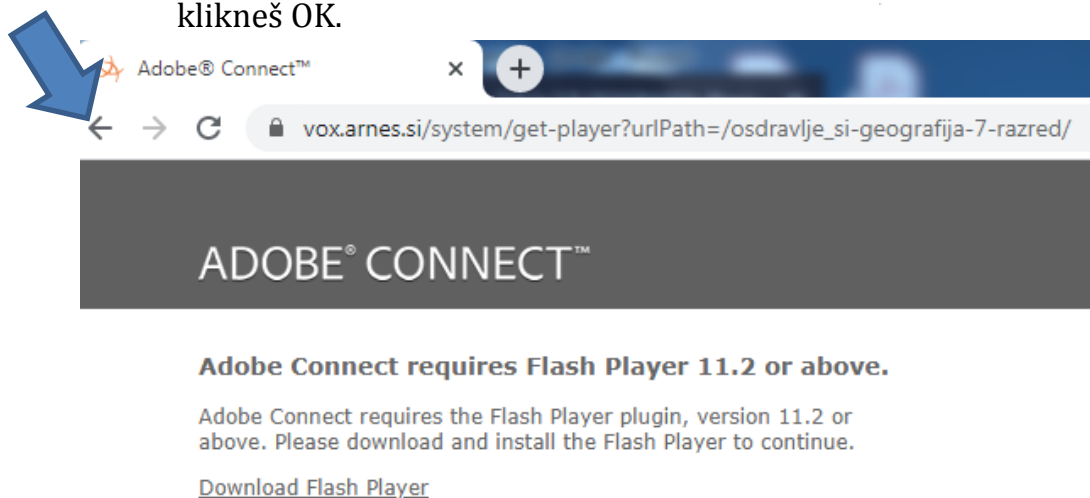 klikneš OK.
Adobe® Connect™
vox.arnes.si/system/get-player?urlPath=/osdravlje_si-geografija-7-razred/
ADOBE® CONNECT™
Adobe Connect requires Flash Player 11.2 or above.
Adobe Connect requires the Flash Player plugin, version 11.2 or
above. Please download and install the Flash Player to continue.
Download Flash Player